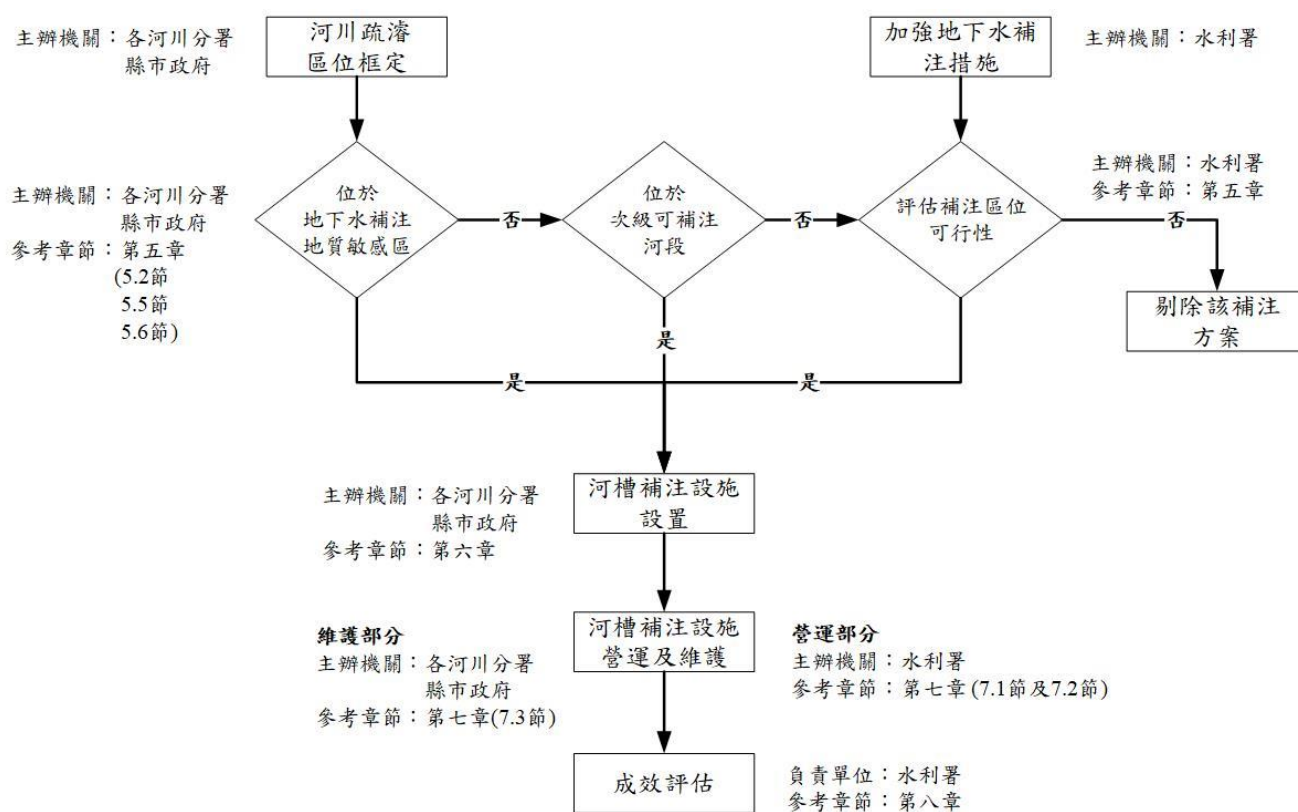 主辦機關：各河川分署
縣市政府
河川疏濬
區位框定
加強地下水補
注措施
主辦機關：水利署
主辦機關：各河川分署
縣市政府
參考章節：第五章
(5.2節
5.5節
5.6節)
位於
地下水補注
地質敏感區
否
位於
次級可補注
河段
否
評估補注區位
可行性
主辦機關：水利署
參考章節：第五章
否
剔除該補注
方案
是
是
是
主辦機關：各河川分署
縣市政府
參考章節：第六章
河槽補注設施
設置
維護部分
主辦機關：各河川分署
縣市政府
參考章節：第七章(7.3節)
河槽補注設施
營運及維護
營運部分
主辦機關：水利署
參考章節：第七章 (7.1節及7.2節)
成效評估
負責單位：水利署
參考章節：第八章